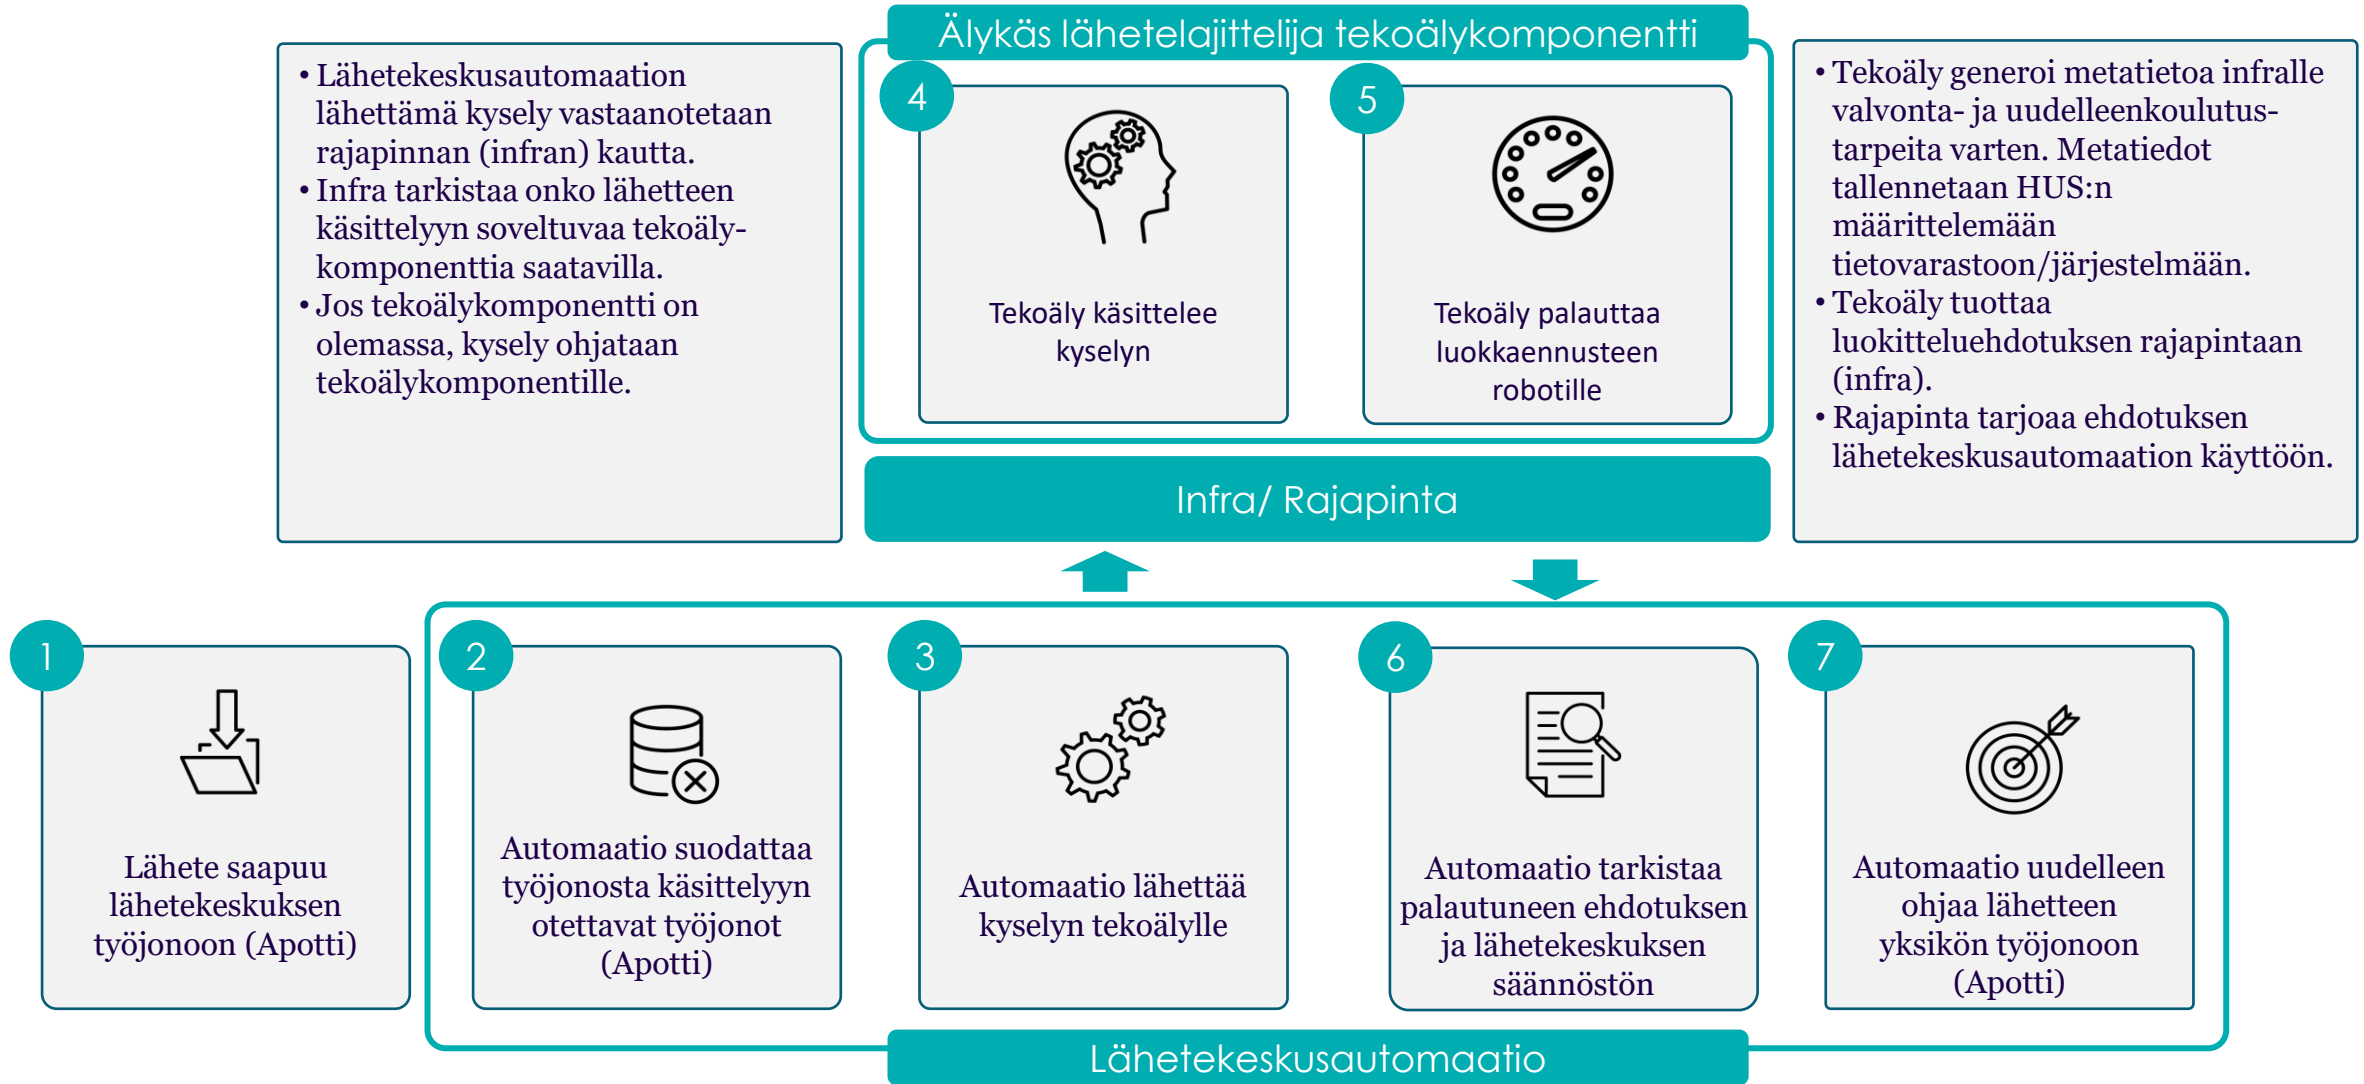 Älykäs lähetelajittelija tekoälykomponentti
• Lähetekeskusautomaation
lähettämä kysely vastaanotetaan
rajapinnan (infran) kautta.
• Infra tarkistaa onko lähetteen
käsittelyyn soveltuvaa tekoäly-
komponenttia saatavilla.
• Jos tekoälykomponentti on
olemassa, kysely ohjataan
tekoälykomponentille.
4
Tekoäly käsittelee
kyselyn
5
Tekoäly palauttaa
luokkaennusteen
robotille
• Tekoäly generoi metatietoa infralle
valvonta- ja uudelleenkoulutus-
tarpeita varten. Metatiedot
tallennetaan HUS:n
määrittelemään
tietovarastoon/järjestelmään.
• Tekoäly tuottaa
luokitteluehdotuksen rajapintaan
(infra).
• Rajapinta tarjoaa ehdotuksen
lähetekeskusautomaation käyttöön.
Infra/ Rajapinta
1
Lähete saapuu
lähetekeskuksen
työjonoon (Apotti)
2
Automaatio suodattaa
työjonosta käsittelyyn
otettavat työjonot
(Apotti)
3
Automaatio lähettää
kyselyn tekoälylle
6
Automaatio tarkistaa
palautuneen ehdotuksen
ja lähetekeskuksen
säännöstön
7
Automaatio uudelleen
ohjaa lähetteen
yksikön työjonoon
(Apotti)
Lähetekeskusautomaatio